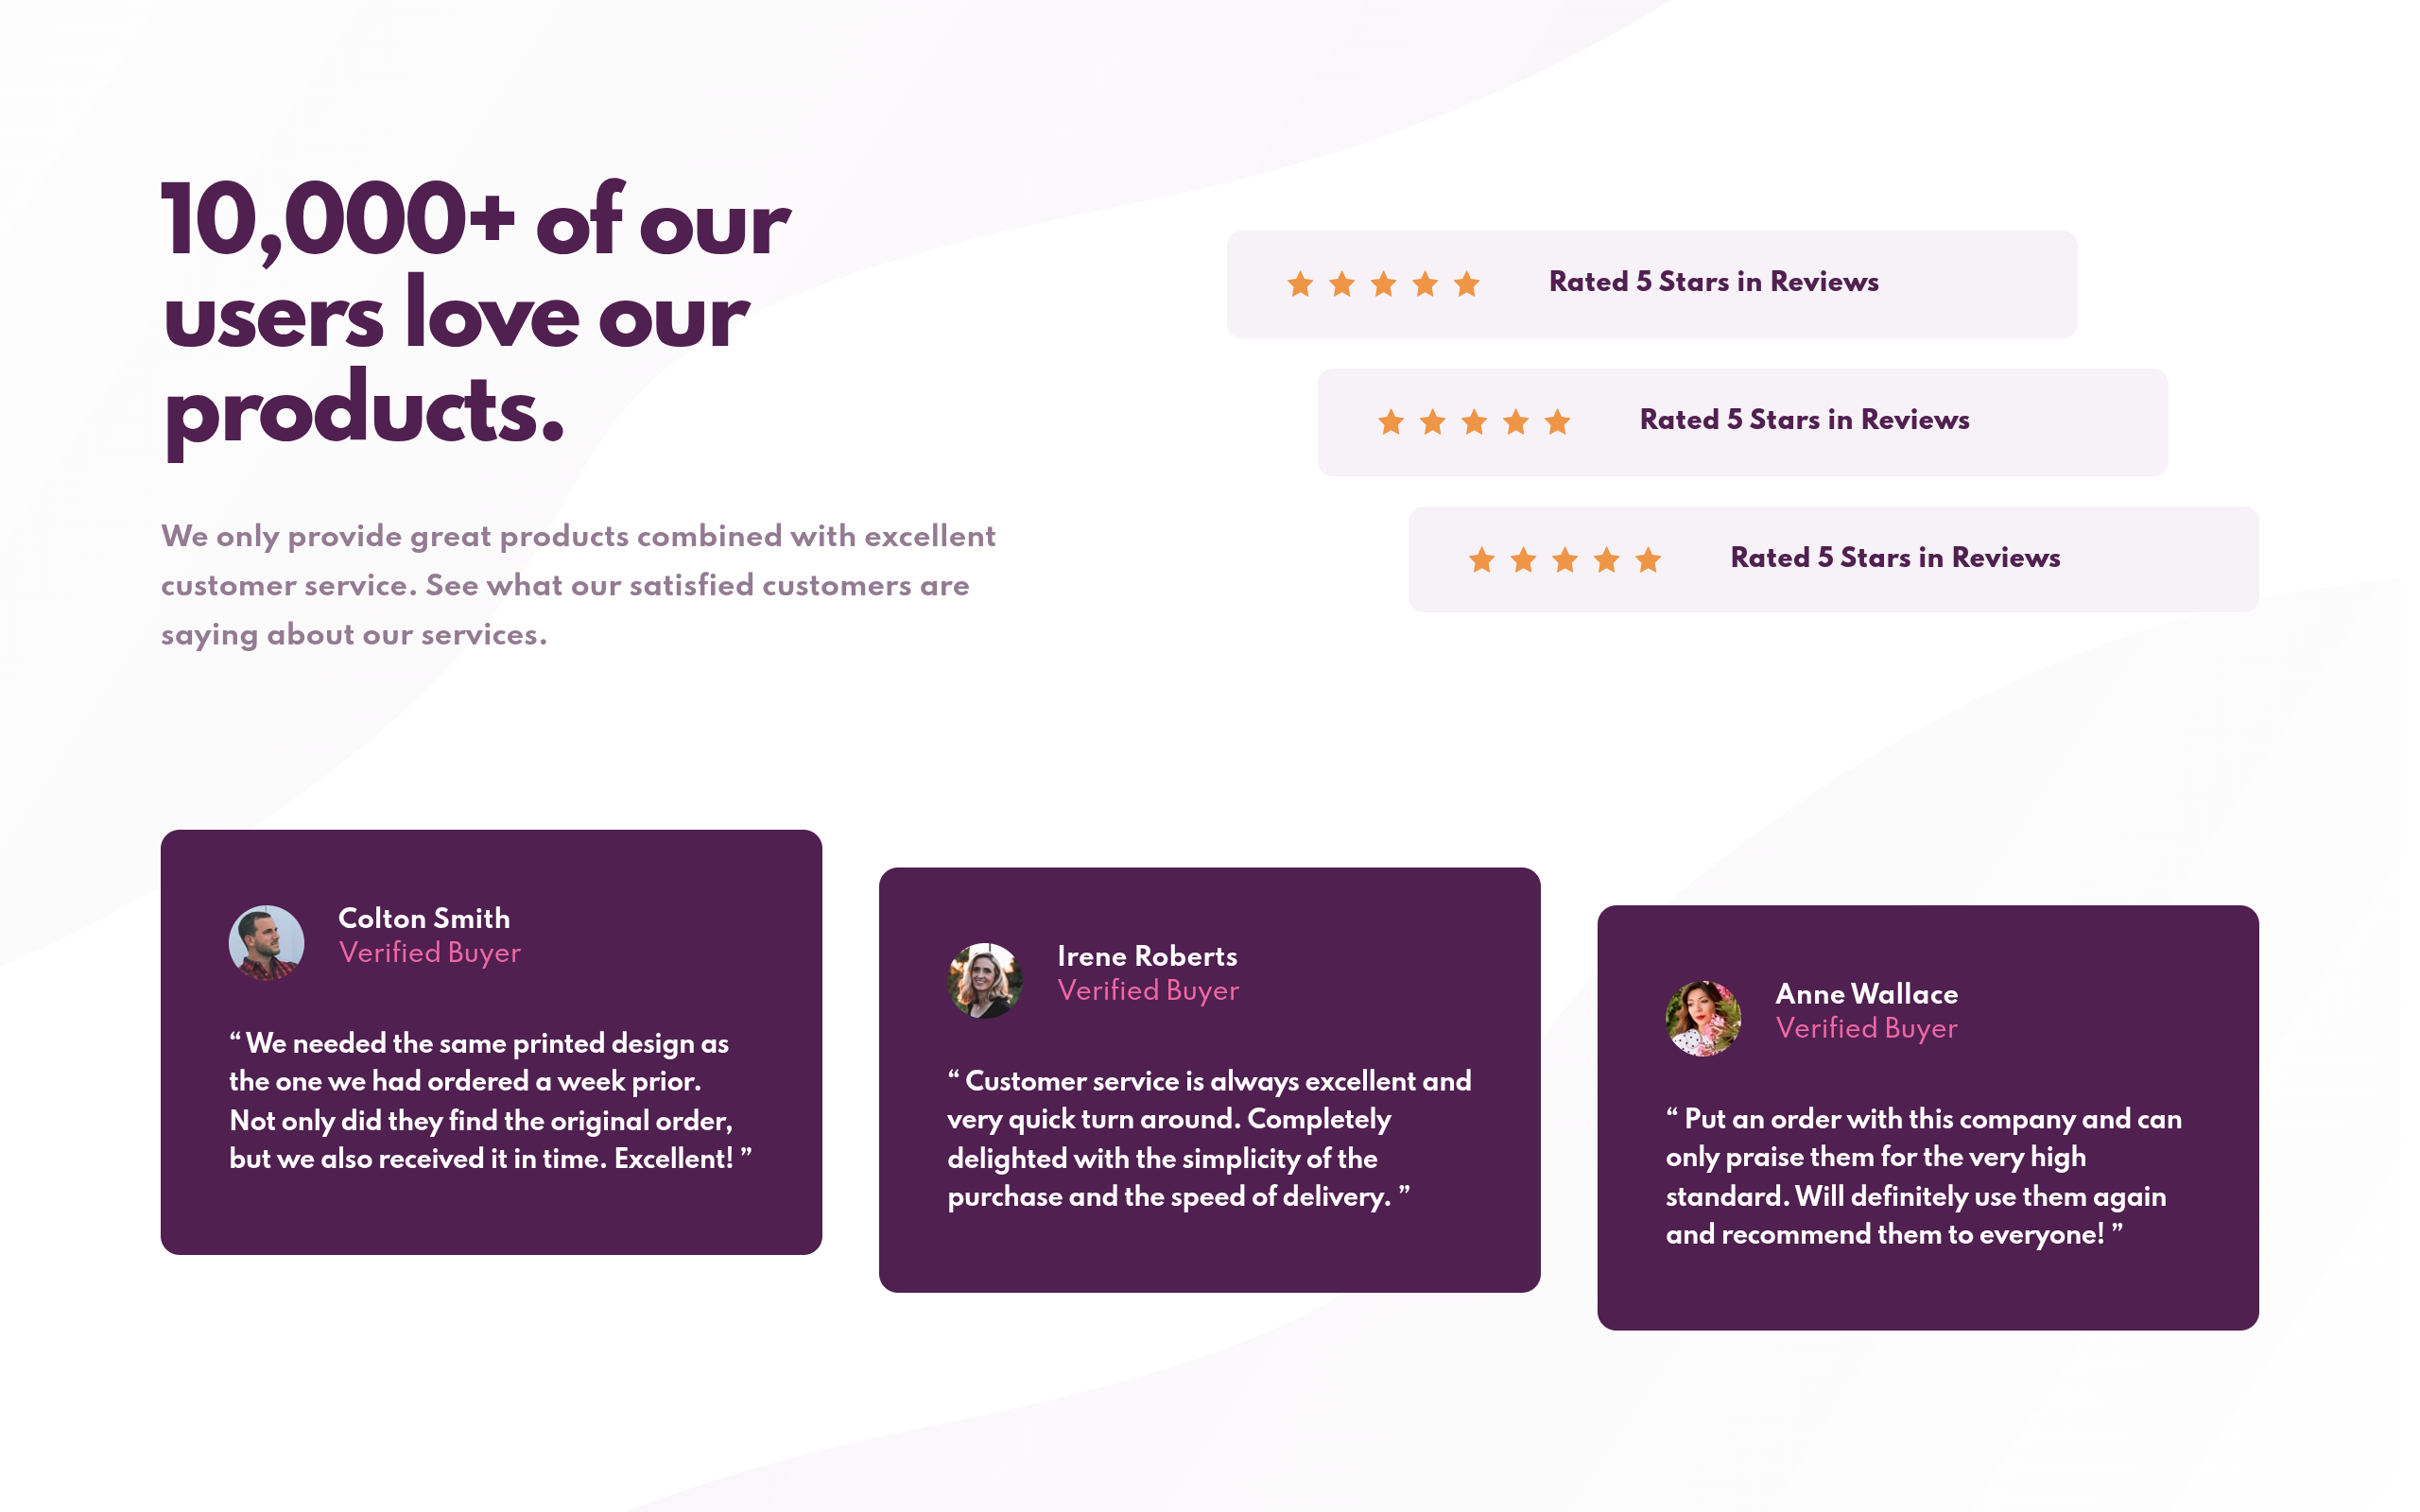 10,000+ of our
users love our
products.
We only provide great products combined with excellent
customer service. See what our satisfied customers are
saying about our services.
Rated 5 Stars in Reviews
Rated 5 Stars in Reviews
Rated 5 Stars in Reviews
Colton Smith
Verified Buyer
“ We needed the same printed design as
the one we had ordered a week prior.
Not only did they find the original order,
but we also received it in time. Excellent! ”
Irene Roberts
Verified Buyer
“ Customer service is always excellent and
very quick turn around. Completely
delighted with the simplicity of the
purchase and the speed of delivery. ”
Anne Wallace
Verified Buyer
“ Put an order with this company and can
only praise them for the very high
standard. Will definitely use them again
and recommend them to everyone! ”